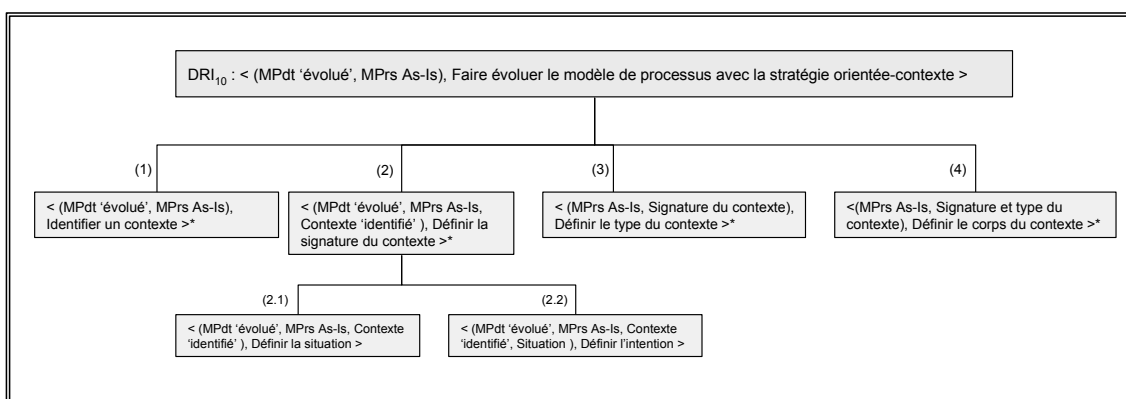 DRI10 : < (MPdt ‘évolué’, MPrs As-Is), Faire évoluer le modèle de processus avec la stratégie orientée-contexte >
(1)
(2)
(3)
(4)
< (MPdt ‘évolué’, MPrs As-Is),
Identifier un contexte >*
< (MPdt ‘évolué’, MPrs As-Is,
Contexte ‘identifié’ ), Définir la
signature du contexte >*
< (MPrs As-Is, Signature du contexte),
Définir le type du contexte >*
<(MPrs As-Is, Signature et type du
contexte), Définir le corps du contexte >*
(2.1)
(2.2)
< (MPdt ‘évolué’, MPrs As-Is, Contexte
‘identifié’ ), Définir la situation >
< (MPdt ‘évolué’, MPrs As-Is, Contexte
‘identifié’, Situation ), Définir l’intention >